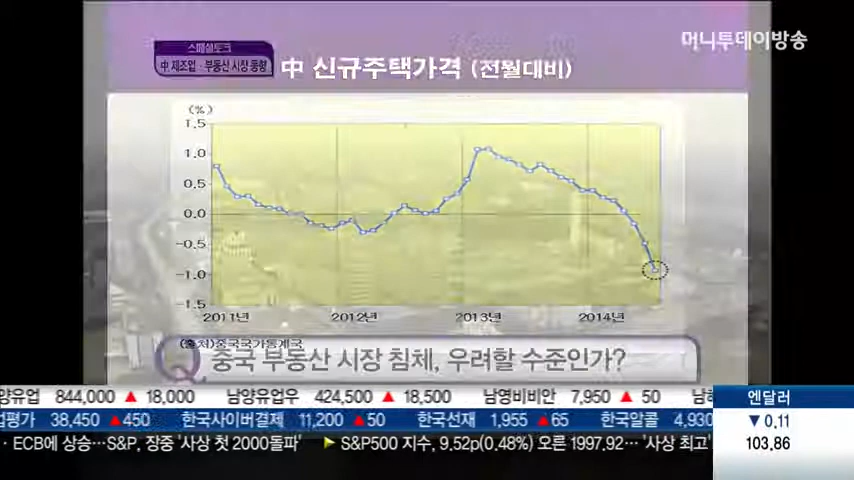 머니투데이방송
스페셜토크
中 제조업·부동산 시장 동향
中 신규주택가격 (전월대비)
(%)
1.5
1.0
0.5
0.0
-0.5
-1.0
-1.5
2011년 2012년 2013년 2014년
(출처)중국국가통계국
Q. 중국 부동산 시장 침체, 우려할 수준인가?
양유업 844,000 ▲ 18,000 남양유업우 424,500 ▲ 18,500 남영비비안 7,950 ▲ 50
평가 38,450 ▲450 한국사이버결제 11,200 ▲50 한국선재 1,955 ▲65 한국알콜 4,930
· ECB에 상승…S&P, 장중 '사상 첫 2000돌파' ▶ S&P500 지수, 9.52p(0.48%) 오른 1997.92… '사상 최고'
엔달러
▼ 0.11
103.86